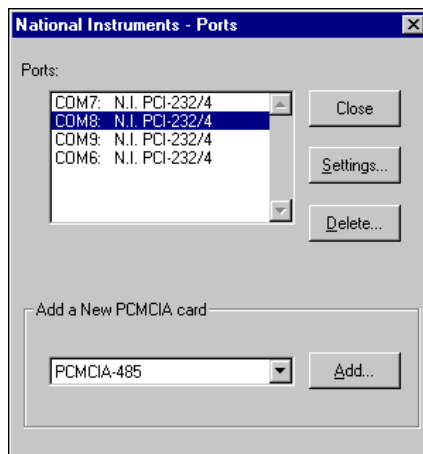 National Instruments - Ports
Ports:
COM7: N.I. PCI-232/4
COM8: N.I. PCI-232/4
COM9: N.I. PCI-232/4
COM6: N.I. PCI-232/4
Close
Settings...
Delete...
Add a New PCMCIA card
PCMCIA-485
Add...